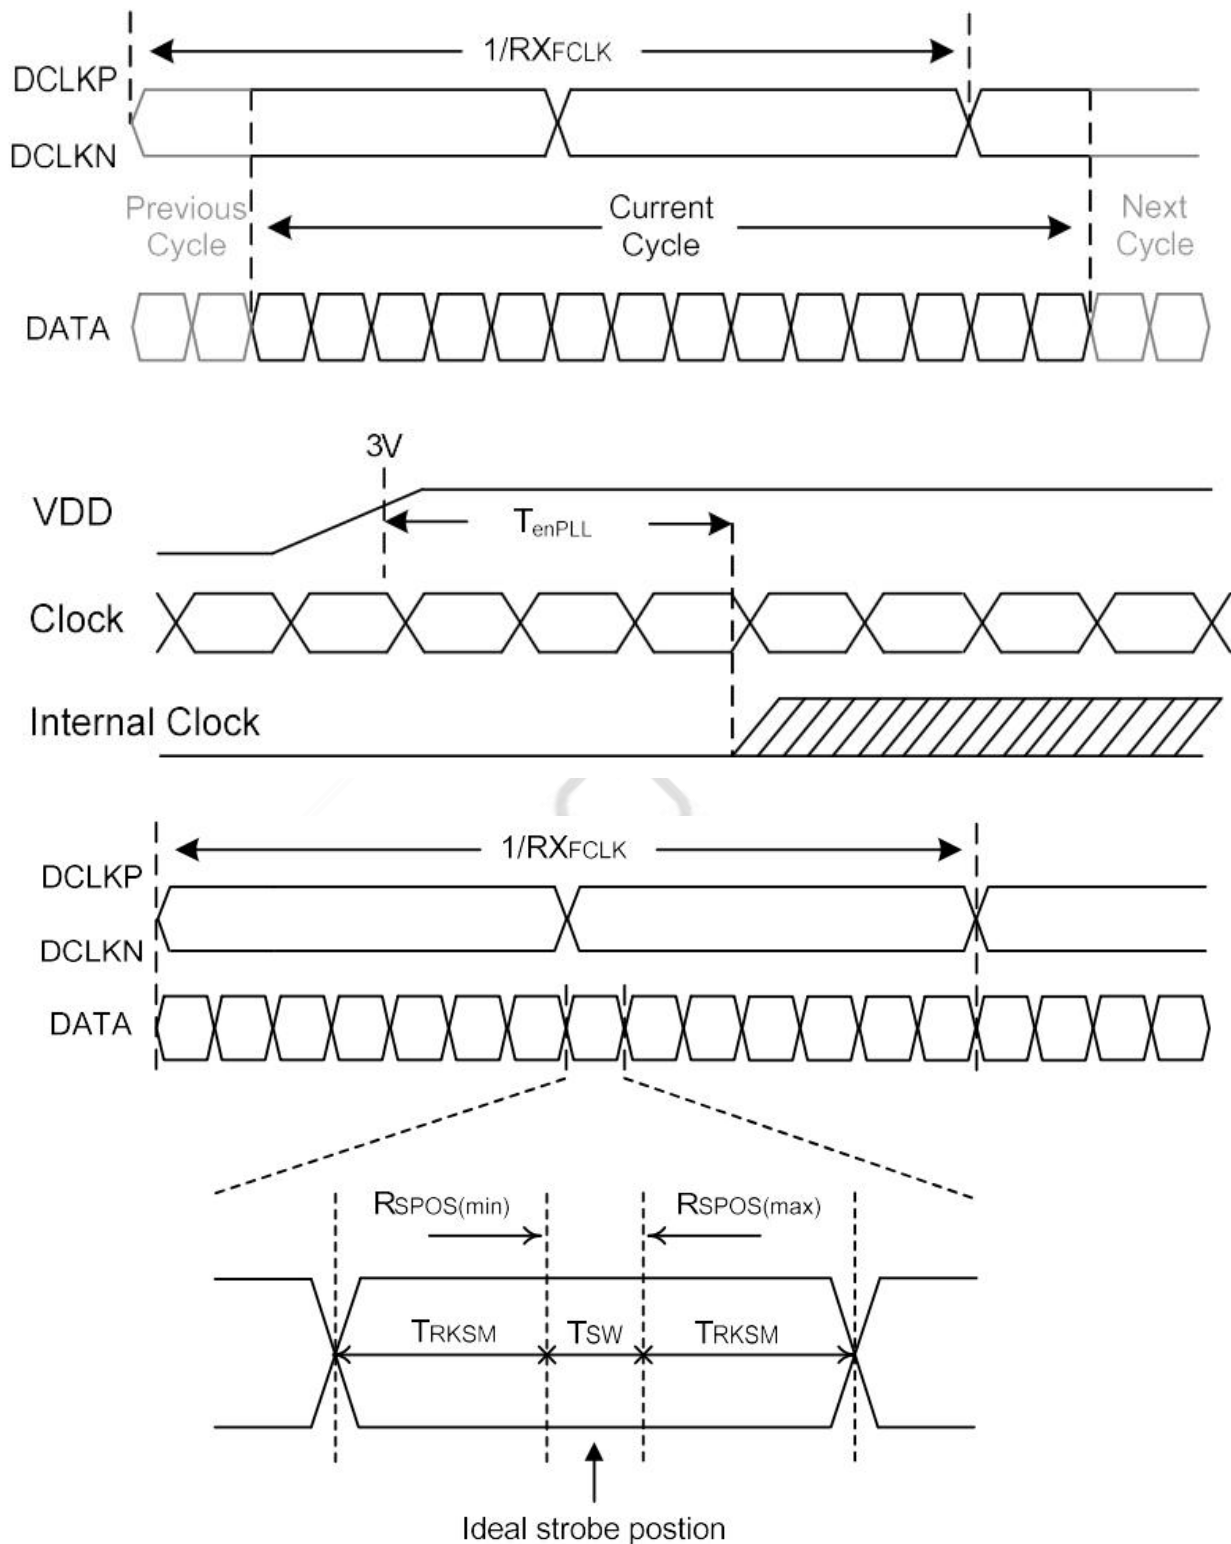 1/RXFCLK
DCLKP
DCLKN
Previous
Cycle
Current
Cycle
Next
Cycle
DATA
3V
VDD
TenPLL
Clock
Internal Clock
1/RXFCLK
DCLKP
DCLKN
DATA
RSPOS(min)
RSPOS(max)
TRKSM
TSW
TRKSM
Ideal strobe postion